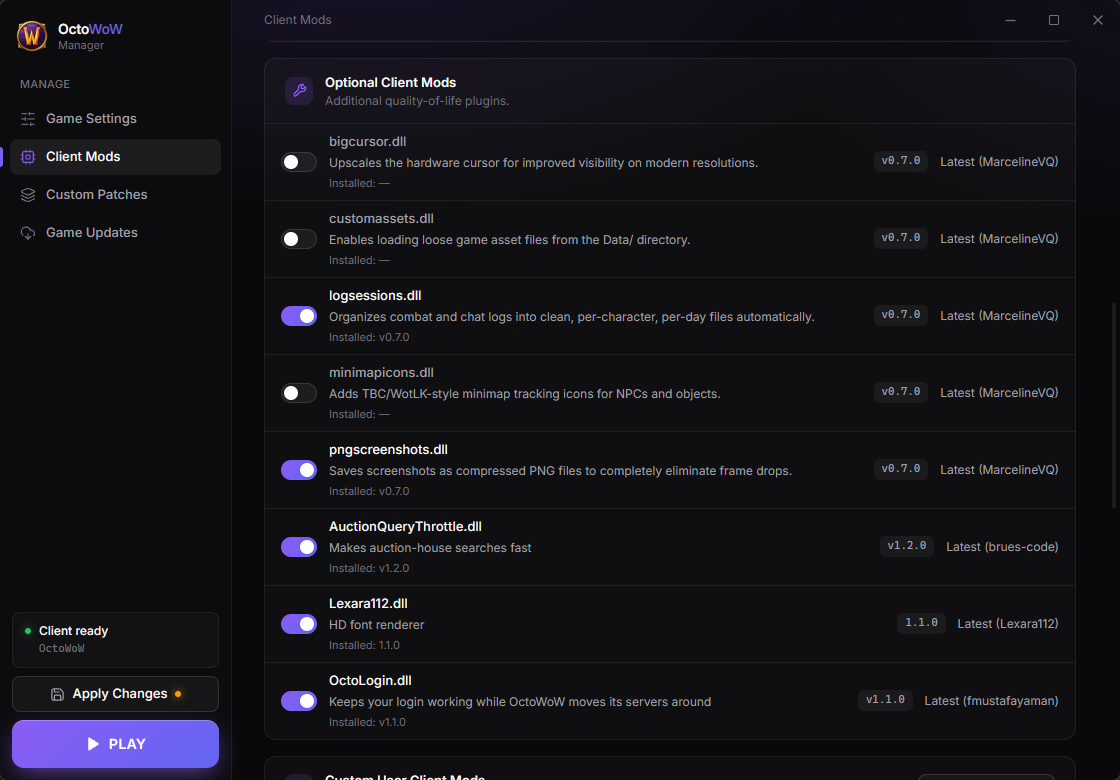 OctoWoW
Manager
MANAGE
Game Settings
Client Mods
Custom Patches
Game Updates
Client ready
OctoWoW
Apply Changes
PLAY
Client Mods
Optional Client Mods
Additional quality-of-life plugins.
bigcursor.dll
Upscales the hardware cursor for improved visibility on modern resolutions.
Installed: —
v0.7.0 Latest (MarcelineVQ)
customassets.dll
Enables loading loose game asset files from the Data/ directory.
Installed: —
v0.7.0 Latest (MarcelineVQ)
logsessions.dll
Organizes combat and chat logs into clean, per-character, per-day files automatically.
Installed: v0.7.0
v0.7.0 Latest (MarcelineVQ)
minimapicons.dll
Adds TBC/WotLK-style minimap tracking icons for NPCs and objects.
Installed: —
v0.7.0 Latest (MarcelineVQ)
pngscreenshots.dll
Saves screenshots as compressed PNG files to completely eliminate frame drops.
Installed: v0.7.0
v0.7.0 Latest (MarcelineVQ)
AuctionQueryThrottle.dll
Makes auction-house searches fast
Installed: v1.2.0
v1.2.0 Latest (brues-code)
Lexara112.dll
HD font renderer
Installed: 1.1.0
1.1.0 Latest (Lexara112)
OctoLogin.dll
Keeps your login working while OctoWoW moves its servers around
Installed: v1.1.0
v1.1.0 Latest (fmustafayaman)
Custom User Client Mods